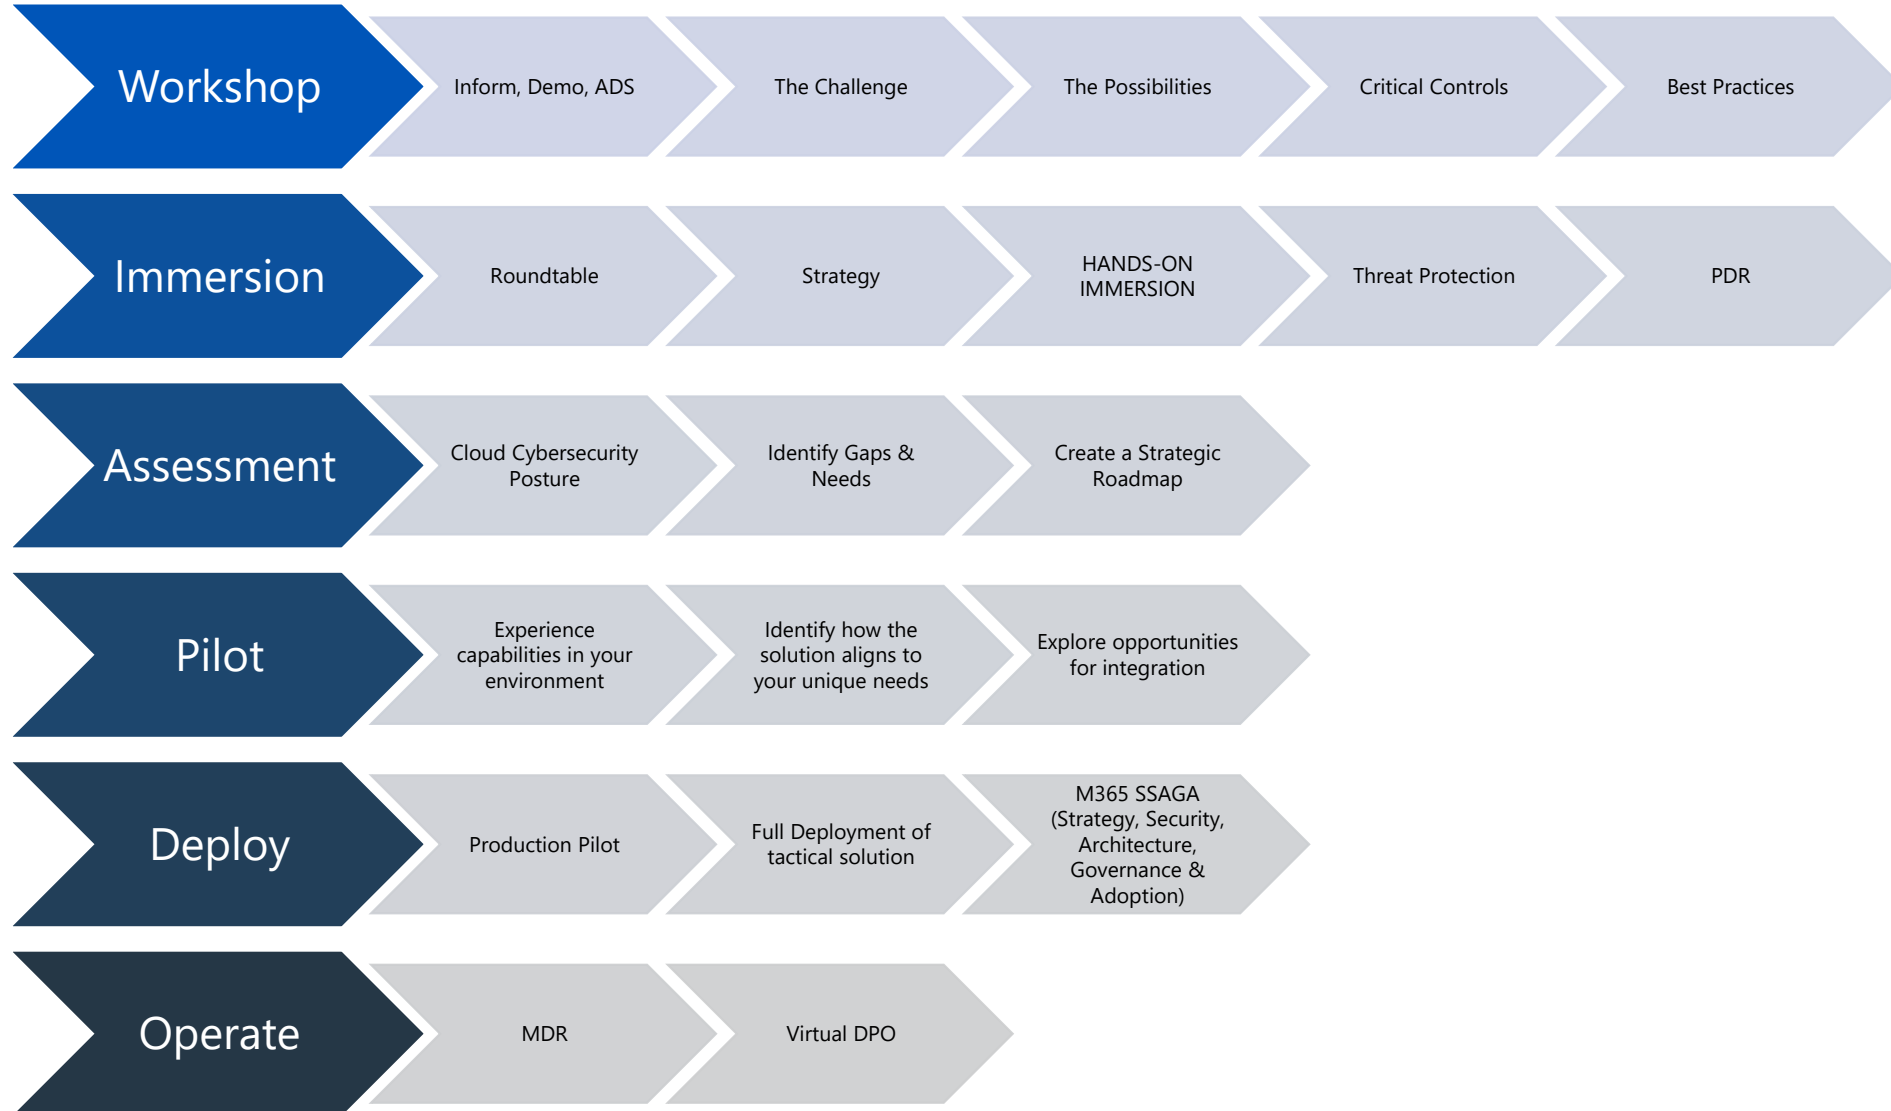 Workshop
Inform, Demo, ADS
The Challenge
The Possibilities
Critical Controls
Best Practices
Immersion
Roundtable
Strategy
HANDS-ON
IMMERSION
Threat Protection
PDR
Assessment
Cloud Cybersecurity
Posture
Identify Gaps &
Needs
Create a Strategic
Roadmap
Pilot
Experience
capabilities in your
environment
Identify how the
solution aligns to
your unique needs
Explore opportunities
for integration
Deploy
Production Pilot
Full Deployment of
tactical solution
M365 SSAGA
(Strategy, Security,
Architecture,
Governance &
Adoption)
Operate
MDR
Virtual DPO